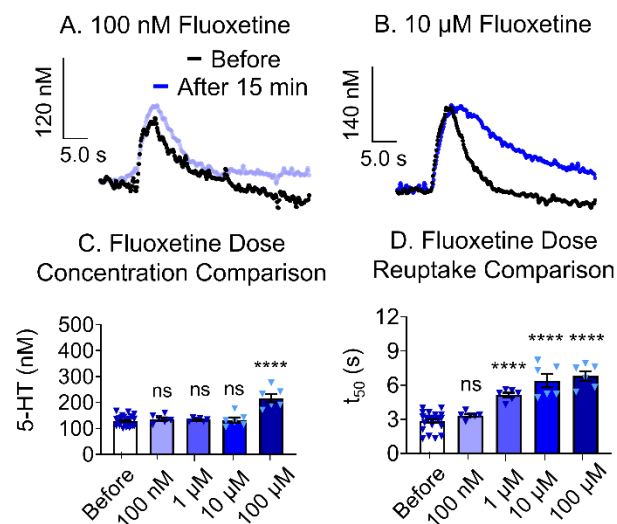 A. 100 nM Fluoxetine
B. 10 µM Fluoxetine
120 nM
5.0 s
Before
After 15 min
140 nM
5.0 s
C. Fluoxetine Dose
Concentration Comparison
D. Fluoxetine Dose
Reuptake Comparison
5-HT (nM)
500
400
300
200
100
0
ns
ns
ns
****
Before
100 nM
1 µM
10 µM
100 µM
t50 (s)
12
9
6
3
0
ns
****
****
****
Before
100 nM
1 µM
10 µM
100 µM